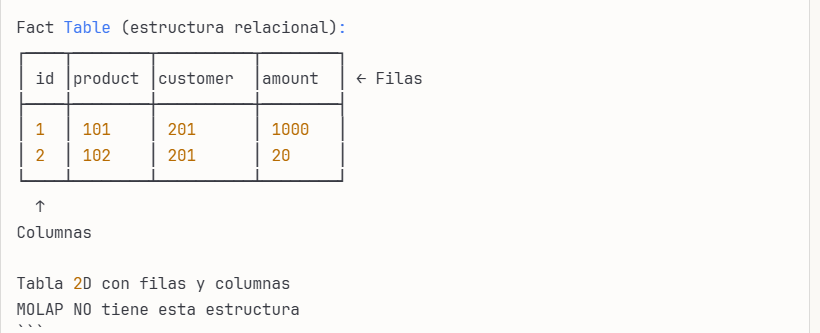 Fact Table (estructura relacional):
┌────┬────────┬──────────┬────────┐
│ id │product │customer  │amount  │ ← Filas
├────┼────────┼──────────┼────────┤
│ 1  │ 101    │ 201      │ 1000   │
│ 2  │ 102    │ 201      │ 20     │
└────┴────────┴──────────┴────────┘
  ↑
Columnas

Tabla 2D con filas y columnas
MOLAP NO tiene esta estructura
```